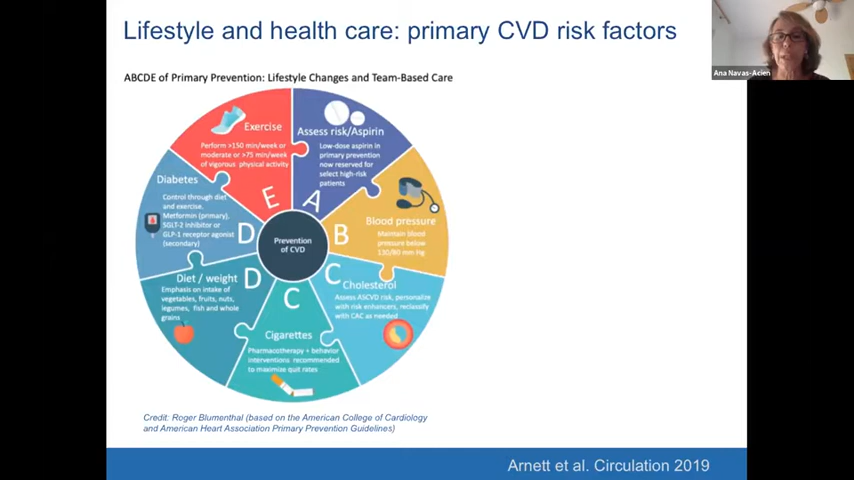 Lifestyle and health care: primary CVD risk factors
Ana Navas-Acien
ABCDE of Primary Prevention: Lifestyle Changes and Team-Based Care
Exercise
Perform >150 min/week or
moderate or >75 min/week
of vigorous physical activity
E
Assess risk/Aspirin
Low-dose aspirin in
primary prevention
now reserved for
select high-risk
patients
A
Blood pressure
Maintain blood
pressure below
130/80 mm Hg
B
Cholesterol
Assess ASCVD risk, personalize
with risk enhancers, reclassify
with CAC as needed
C
Cigarettes
Pharmacotherapy + behavior
interventions recommended
to maximize quit rates
C
Diet / weight
Emphasis on intake of
vegetables, fruits, nuts,
legumes, fish and whole
grains
D
Diabetes
Control through diet
and exercise.
Metformin (primary).
SGLT-2 inhibitor or
GLP-1 receptor agonist
(secondary)
D
Prevention
of CVD
Credit: Roger Blumenthal (based on the American College of Cardiology
and American Heart Association Primary Prevention Guidelines)
Arnett et al. Circulation 2019